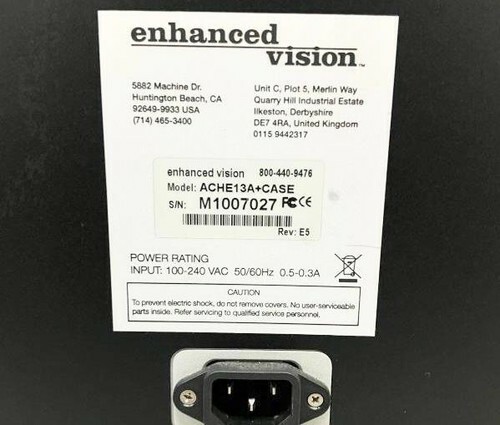 enhanced
vision™
5882 Machine Dr.
Huntington Beach, CA
92649-9933 USA
(714) 465-3400
Unit C, Plot 5, Merlin Way
Quarry Hill Industrial Estate
Ilkeston, Derbyshire
DE7 4RA, United Kingdom
0115 9442317
enhanced vision 800-440-9476
Model: ACHE13A+CASE
S/N: M1007027 FC CE
Rev: E5
POWER RATING
INPUT: 100-240 VAC 50/60Hz 0.5-0.3A
CAUTION
To prevent electric shock, do not remove covers. No user-serviceable
parts inside. Refer servicing to qualified service personnel.